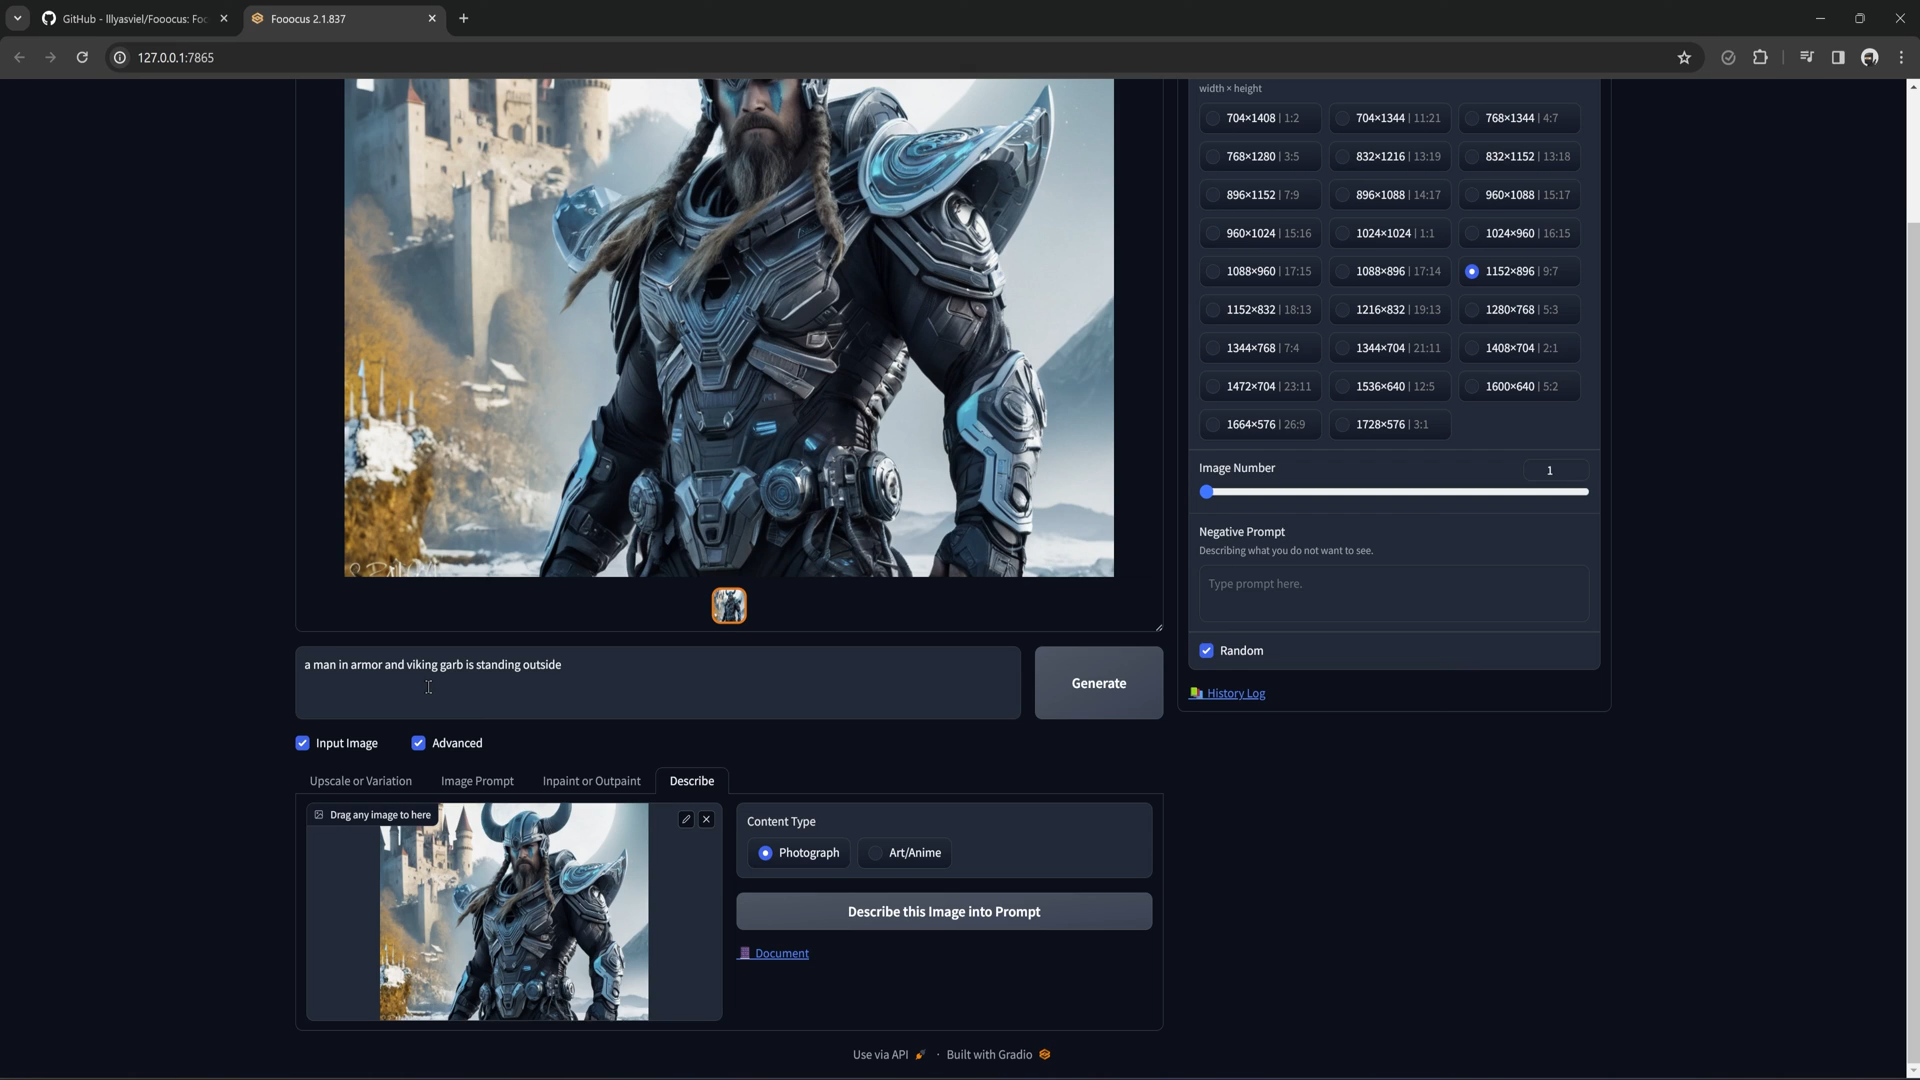 GitHub - lllyasviel/Fooocus: Foc
Fooocus 2.1.837
127.0.0.1:7865
width × height
704×1408 | 1:2
704×1344 | 11:21
768×1344 | 4:7
768×1280 | 3:5
832×1216 | 13:19
832×1152 | 13:18
896×1152 | 7:9
896×1088 | 14:17
960×1088 | 15:17
960×1024 | 15:16
1024×1024 | 1:1
1024×960 | 16:15
1088×960 | 17:15
1088×896 | 17:14
1152×896 | 9:7
1152×832 | 18:13
1216×832 | 19:13
1280×768 | 5:3
1344×768 | 7:4
1344×704 | 21:11
1408×704 | 2:1
1472×704 | 23:11
1536×640 | 12:5
1600×640 | 5:2
1664×576 | 26:9
1728×576 | 3:1
Image Number
1
Negative Prompt
Describing what you do not want to see.
Type prompt here.
Random
History Log
a man in armor and viking garb is standing outside
Generate
Input Image
Advanced
Upscale or Variation
Image Prompt
Inpaint or Outpaint
Describe
Drag any image to here
Content Type
Photograph
Art/Anime
Describe this Image into Prompt
Document
Use via API
· Built with Gradio